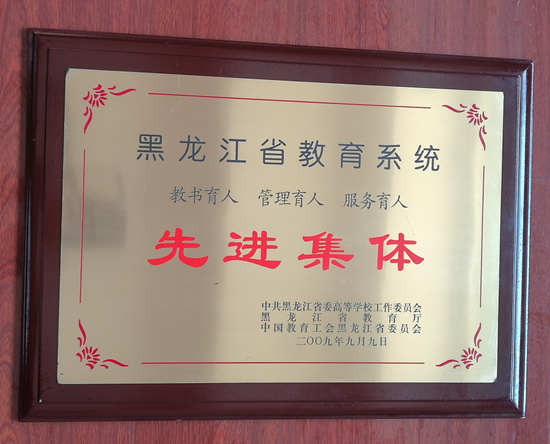 黑龙江省教育系统
教书育人 管理育人 服务育人
先进集体
中共黑龙江省委高等学校工作委员会
黑龙江省教育厅
中国教育工会黑龙江省委员会
二〇〇九年九月九日